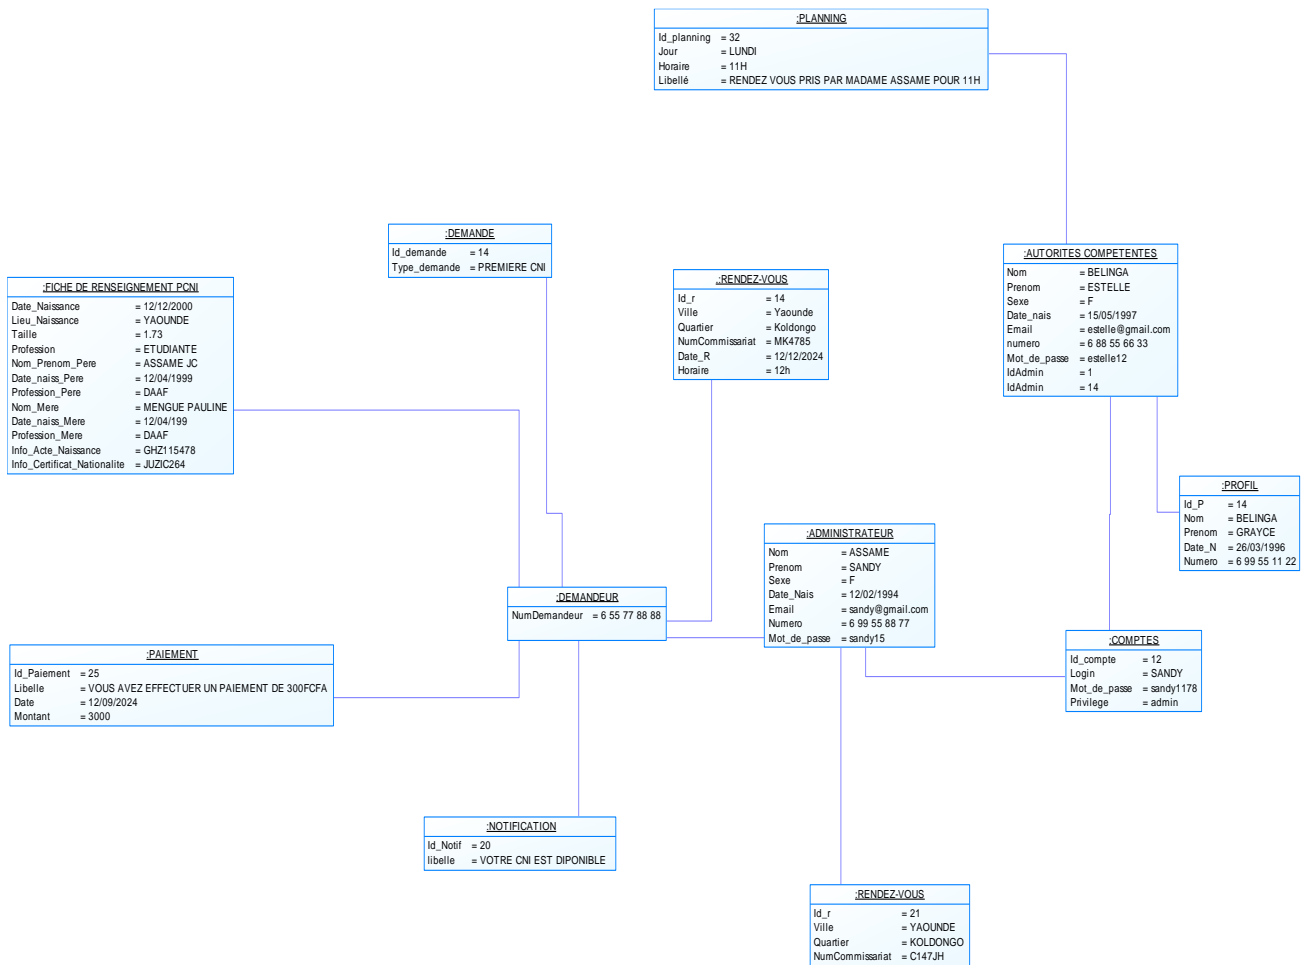 :PLANNING
Id_planning = 32
Jour = LUNDI
Horaire = 11H
Libellé = RENDEZ VOUS PRIS PAR MADAME ASSAME POUR 11H
:DEMANDE
Id_demande = 14
Type_demande = PREMIERE CNI
:AUTORITES COMPETENTES
Nom = BELINGA
Prenom = ESTELLE
Sexe = F
Date_nais = 15/05/1997
Email = estelle@gmail.com
numero = 6 88 55 66 33
Mot_de_passe = estelle12
IdAdmin = 1
IdAdmin = 14
:FICHE DE RENSEIGNEMENT PCNI
Date_Naissance = 12/12/2000
Lieu_Naissance = YAOUNDE
Taille = 1.73
Profession = ETUDIANTE
Nom_Prenom_Pere = ASSAME JC
Date_naiss_Pere = 12/04/1999
Profession_Pere = DAAF
Nom_Mere = MENGUE PAULINE
Date_naiss_Mere = 12/04/199
Profession_Mere = DAAF
Info_Acte_Naissance = GHZ115478
Info_Certificat_Nationalite = JUZIC264
.:RENDEZ-VOUS
Id_r = 14
Ville = Yaounde
Quartier = Koldongo
NumCommissariat = MK4785
Date_R = 12/12/2024
Horaire = 12h
:PROFIL
Id_P = 14
Nom = BELINGA
Prenom = GRAYCE
Date_N = 26/03/1996
Numero = 6 99 55 11 22
:ADMINISTRATEUR
Nom = ASSAME
Prenom = SANDY
Sexe = F
Date_Nais = 12/02/1994
Email = sandy@gmail.com
Numero = 6 99 55 88 77
Mot_de_passe = sandy15
:DEMANDEUR
NumDemandeur = 6 55 77 88 88
:COMPTES
Id_compte = 12
Login = SANDY
Mot_de_passe = sandy1178
Privilege = admin
:PAIEMENT
Id_Paiement = 25
Libelle = VOUS AVEZ EFFECTUER UN PAIEMENT DE 300FCFA
Date = 12/09/2024
Montant = 3000
:NOTIFICATION
Id_Notif = 20
libelle = VOTRE CNI EST DIPONIBLE
:RENDEZ-VOUS
Id_r = 21
Ville = YAOUNDE
Quartier = KOLDONGO
NumCommissariat = C147JH